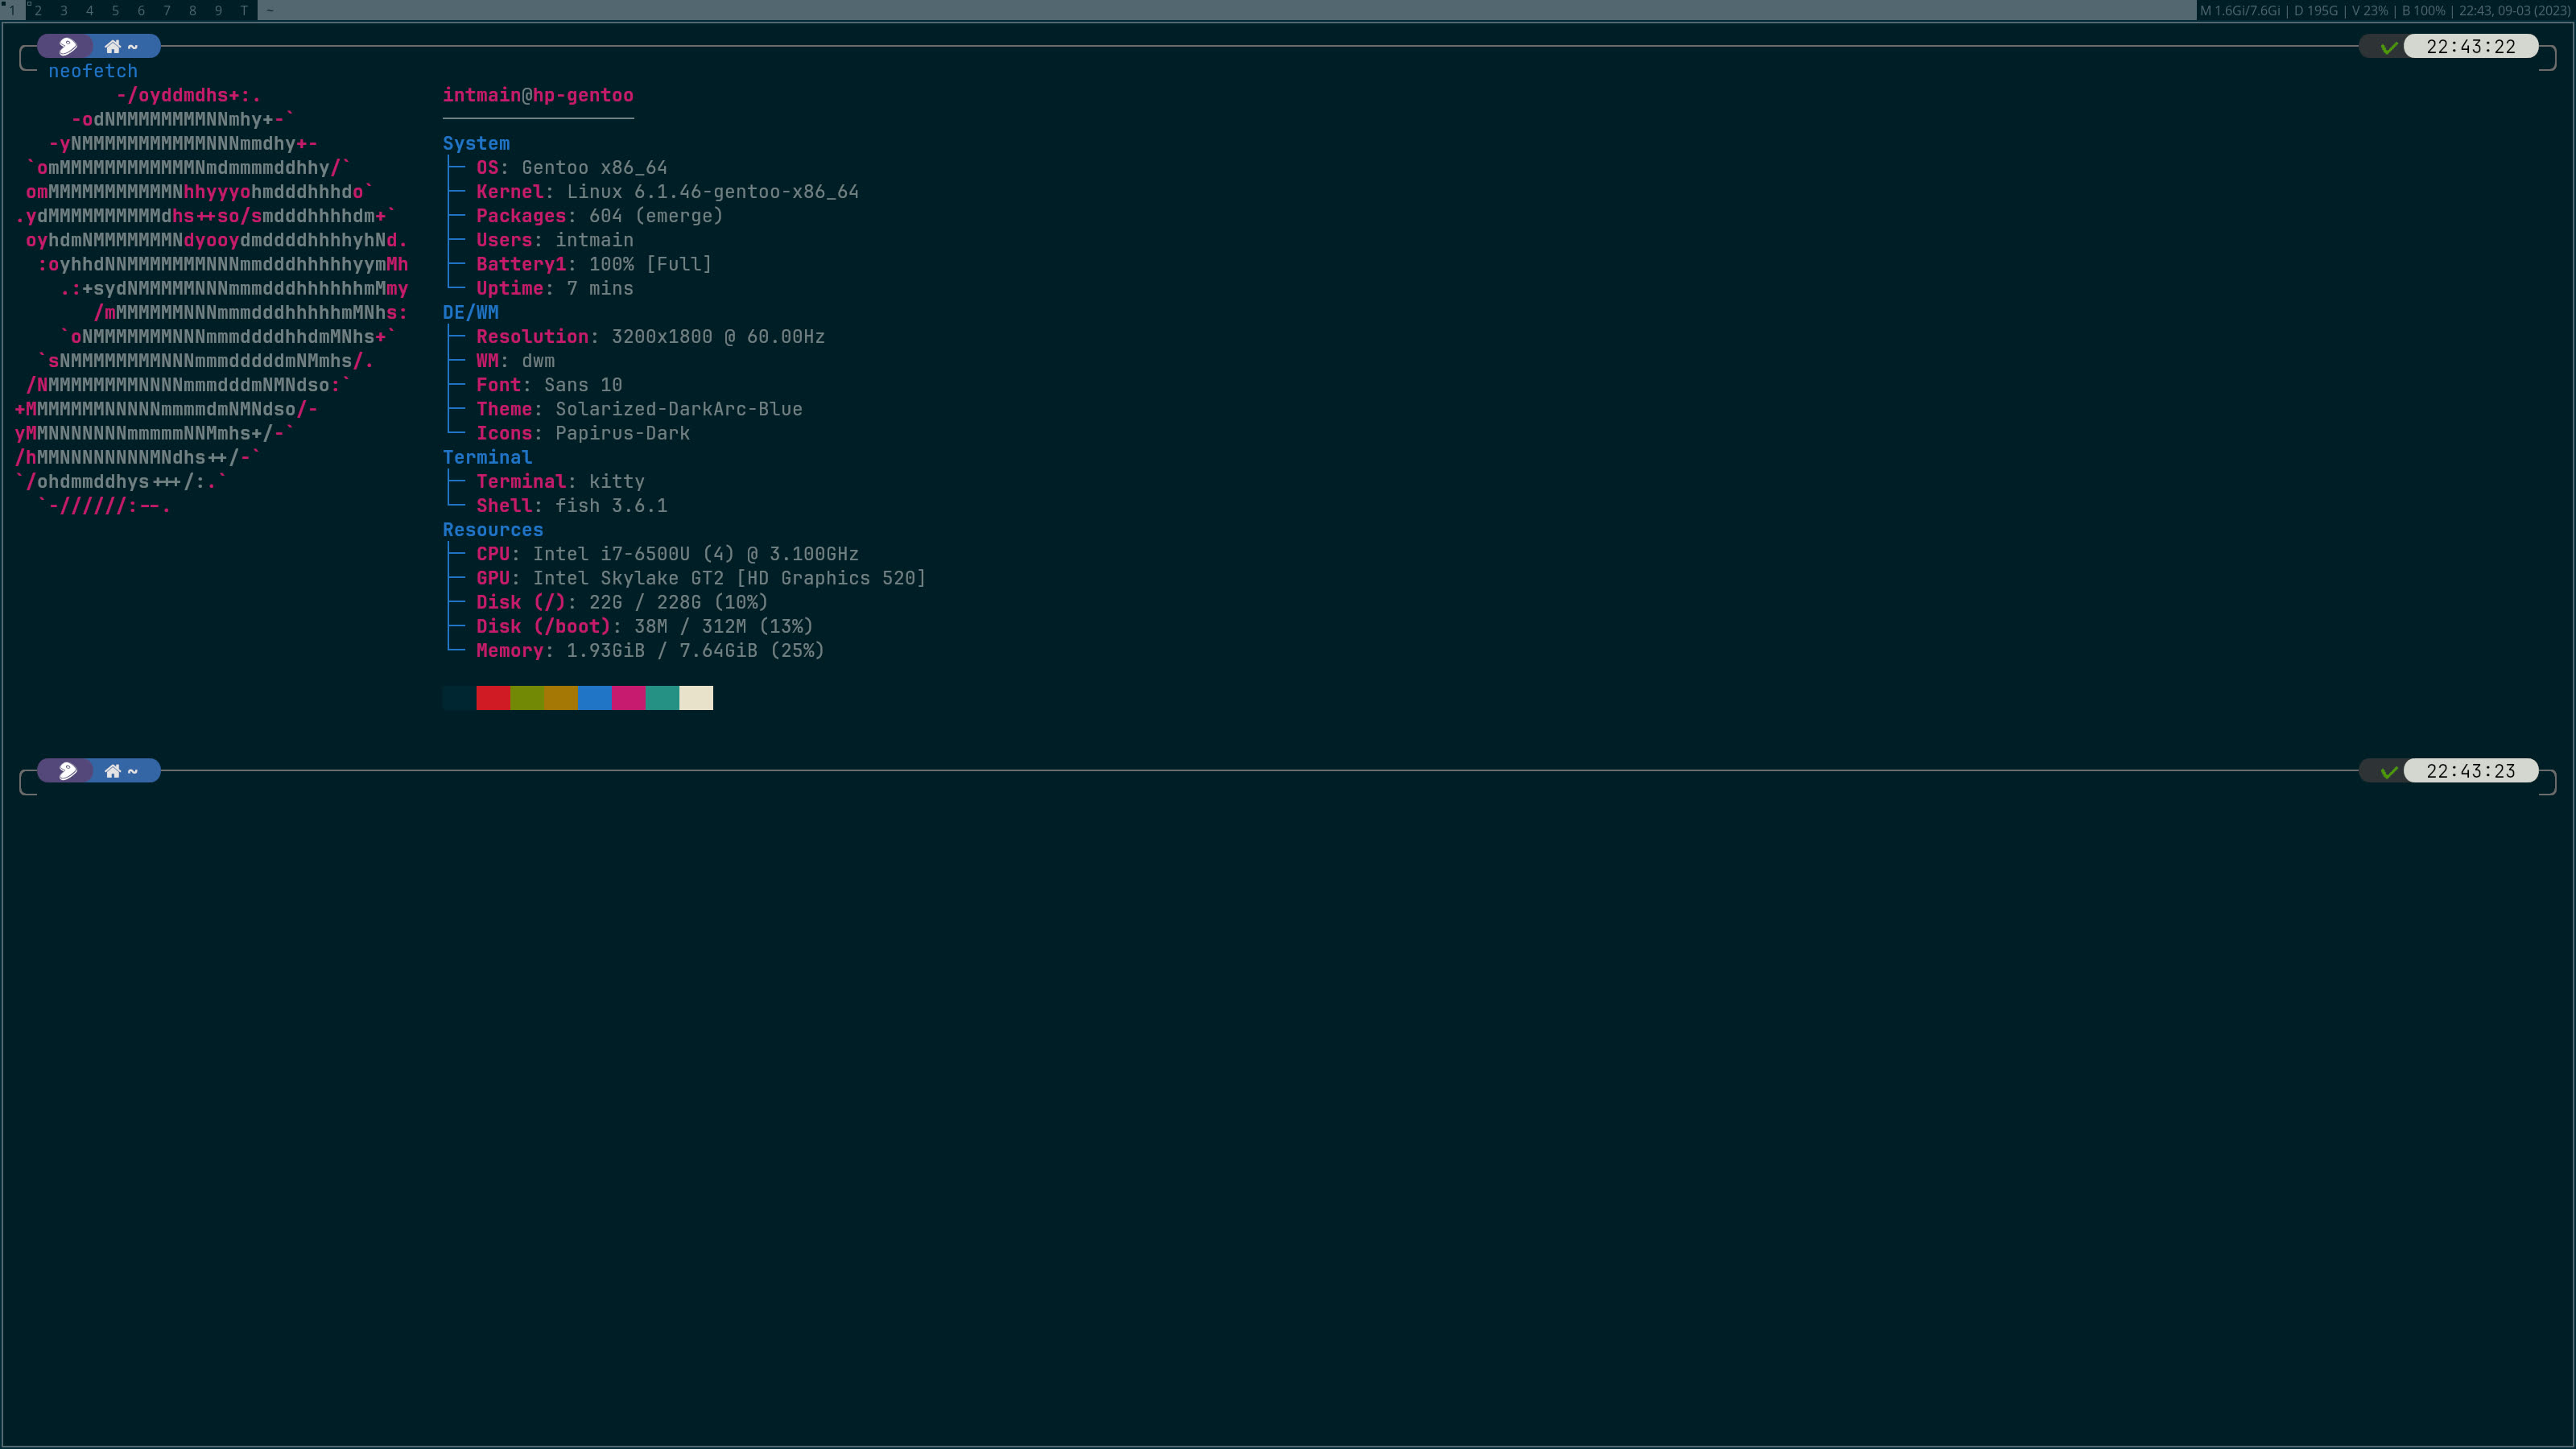 1 2 3 4 5 6 7 8 9 T ~ M 1.6Gi/7.6Gi | D 195G | V 23% | B 100% | 22:43, 09-03 (2023)
~ 22:43:22
neofetch
-/oyddmdhs+:. intmain@hp-gentoo
-odNMMMMMMMMNNmhy+-`
-yNMMMMMMMMMMMNNNmmdhy+- System
`omMMMMMMMMMMMMNmdmmmmddhhy/` OS: Gentoo x86_64
omMMMMMMMMMMMNhhyyyohmdddhhhdo` Kernel: Linux 6.1.46-gentoo-x86_64
.ydMMMMMMMMMMdhs++so/smdddhhhhdm+` Packages: 604 (emerge)
oyhdmNMMMMMMMNdyooydmddddhhhhyhNd. Users: intmain
:oyhhdNNMMMMMMMNNNmmdddhhhhhyymMh Battery1: 100% [Full]
.:+sydNMMMMMNNNmmmdddhhhhhhmMmy Uptime: 7 mins
/mMMMMMMNNNmmmdddhhhhhmMNhs: DE/WM
`oNMMMMMMMNNNmmmddddhhdmMNhs+` Resolution: 3200x1800 @ 60.00Hz
`sNMMMMMMMMNNNmmmdddddmNMmhs/. WM: dwm
/NMMMMMMMMNNNNmmmdddmNMNdso:` Font: Sans 10
+MMMMMMMNNNNNmmmmdmNMNdso/- Theme: Solarized-DarkArc-Blue
yMMNNNNNNNmmmmmNNMmhs+/-` Icons: Papirus-Dark
/hMMNNNNNNNNMNdhs++/-` Terminal
`/ohdmmddhys+++/:.` Terminal: kitty
`-//////:--. Shell: fish 3.6.1
Resources
CPU: Intel i7-6500U (4) @ 3.100GHz
GPU: Intel Skylake GT2 [HD Graphics 520]
Disk (/): 22G / 228G (10%)
Disk (/boot): 38M / 312M (13%)
Memory: 1.93GiB / 7.64GiB (25%)
~ 22:43:23